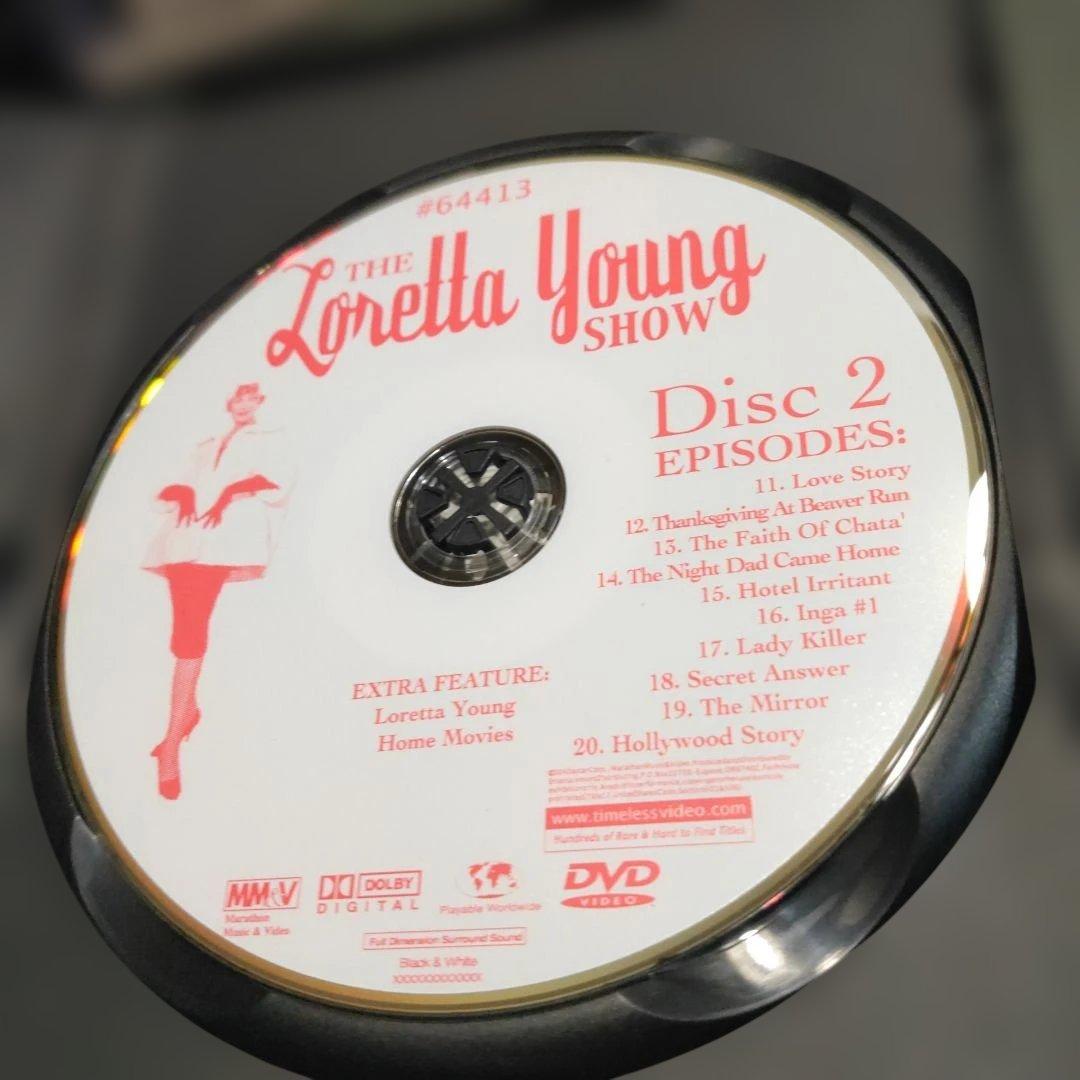 #64413
THE
Loretta Young
SHOW
Disc 2
EPISODES:
11. Love Story
12. Thanksgiving At Beaver Run
13. The Faith Of Chata'
14. The Night Dad Came Home
15. Hotel Irritant
16. Inga #1
17. Lady Killer
18. Secret Answer
19. The Mirror
20. Hollywood Story
EXTRA FEATURE:
Loretta Young
Home Movies
www.timelessvideo.com
Hundreds of Rare & Hard to Find Titles
MM&V
Marathon
Music & Video
DOLBY
DIGITAL
Playable Worldwide
DVD
VIDEO
Full Dimension Surround Sound
Black & White
XXXXXXXXXXXX